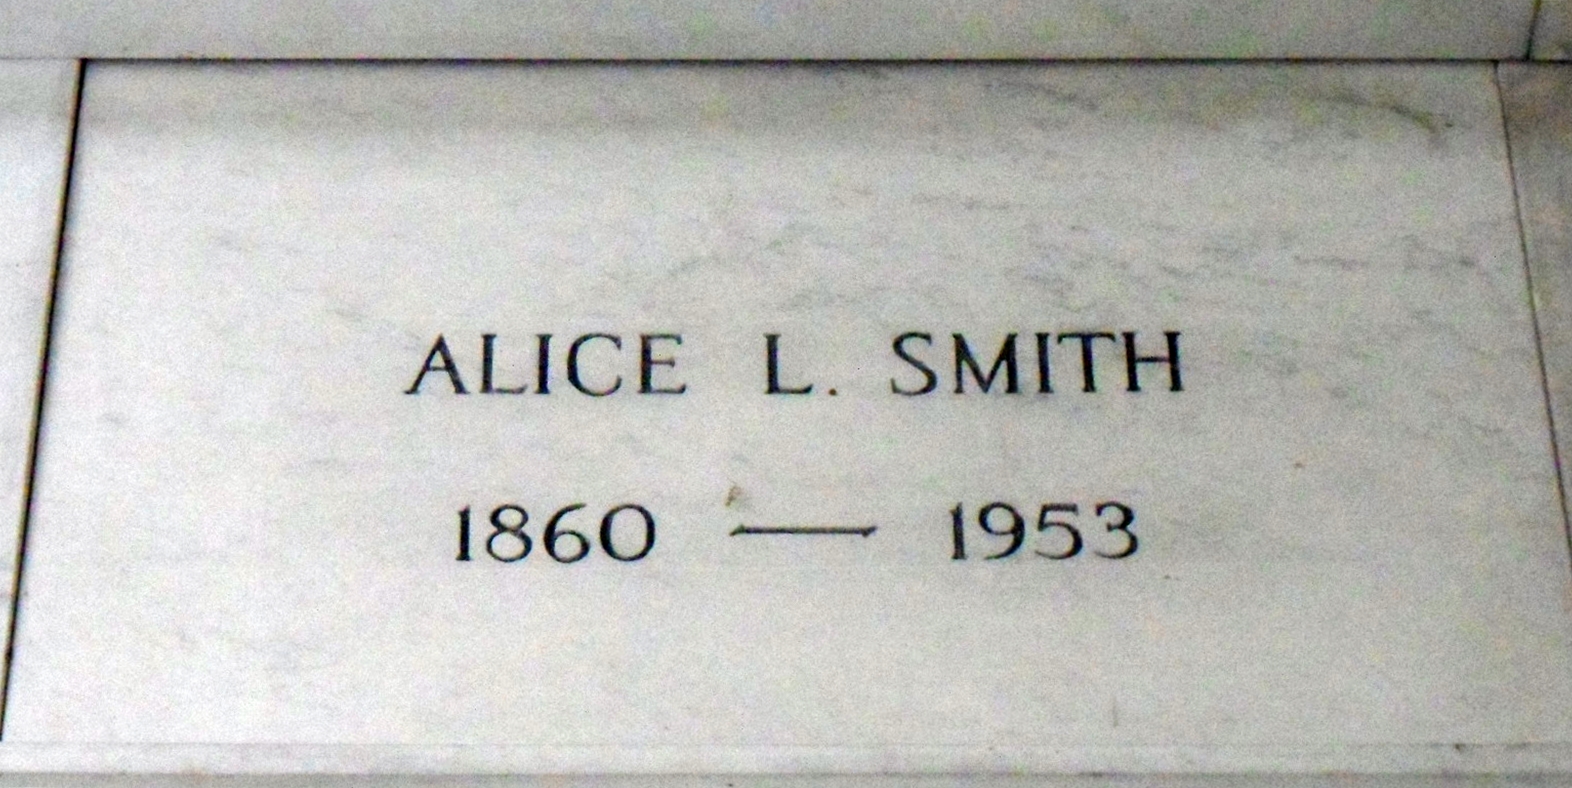 ALICE L. SMITH
1860 — 1953